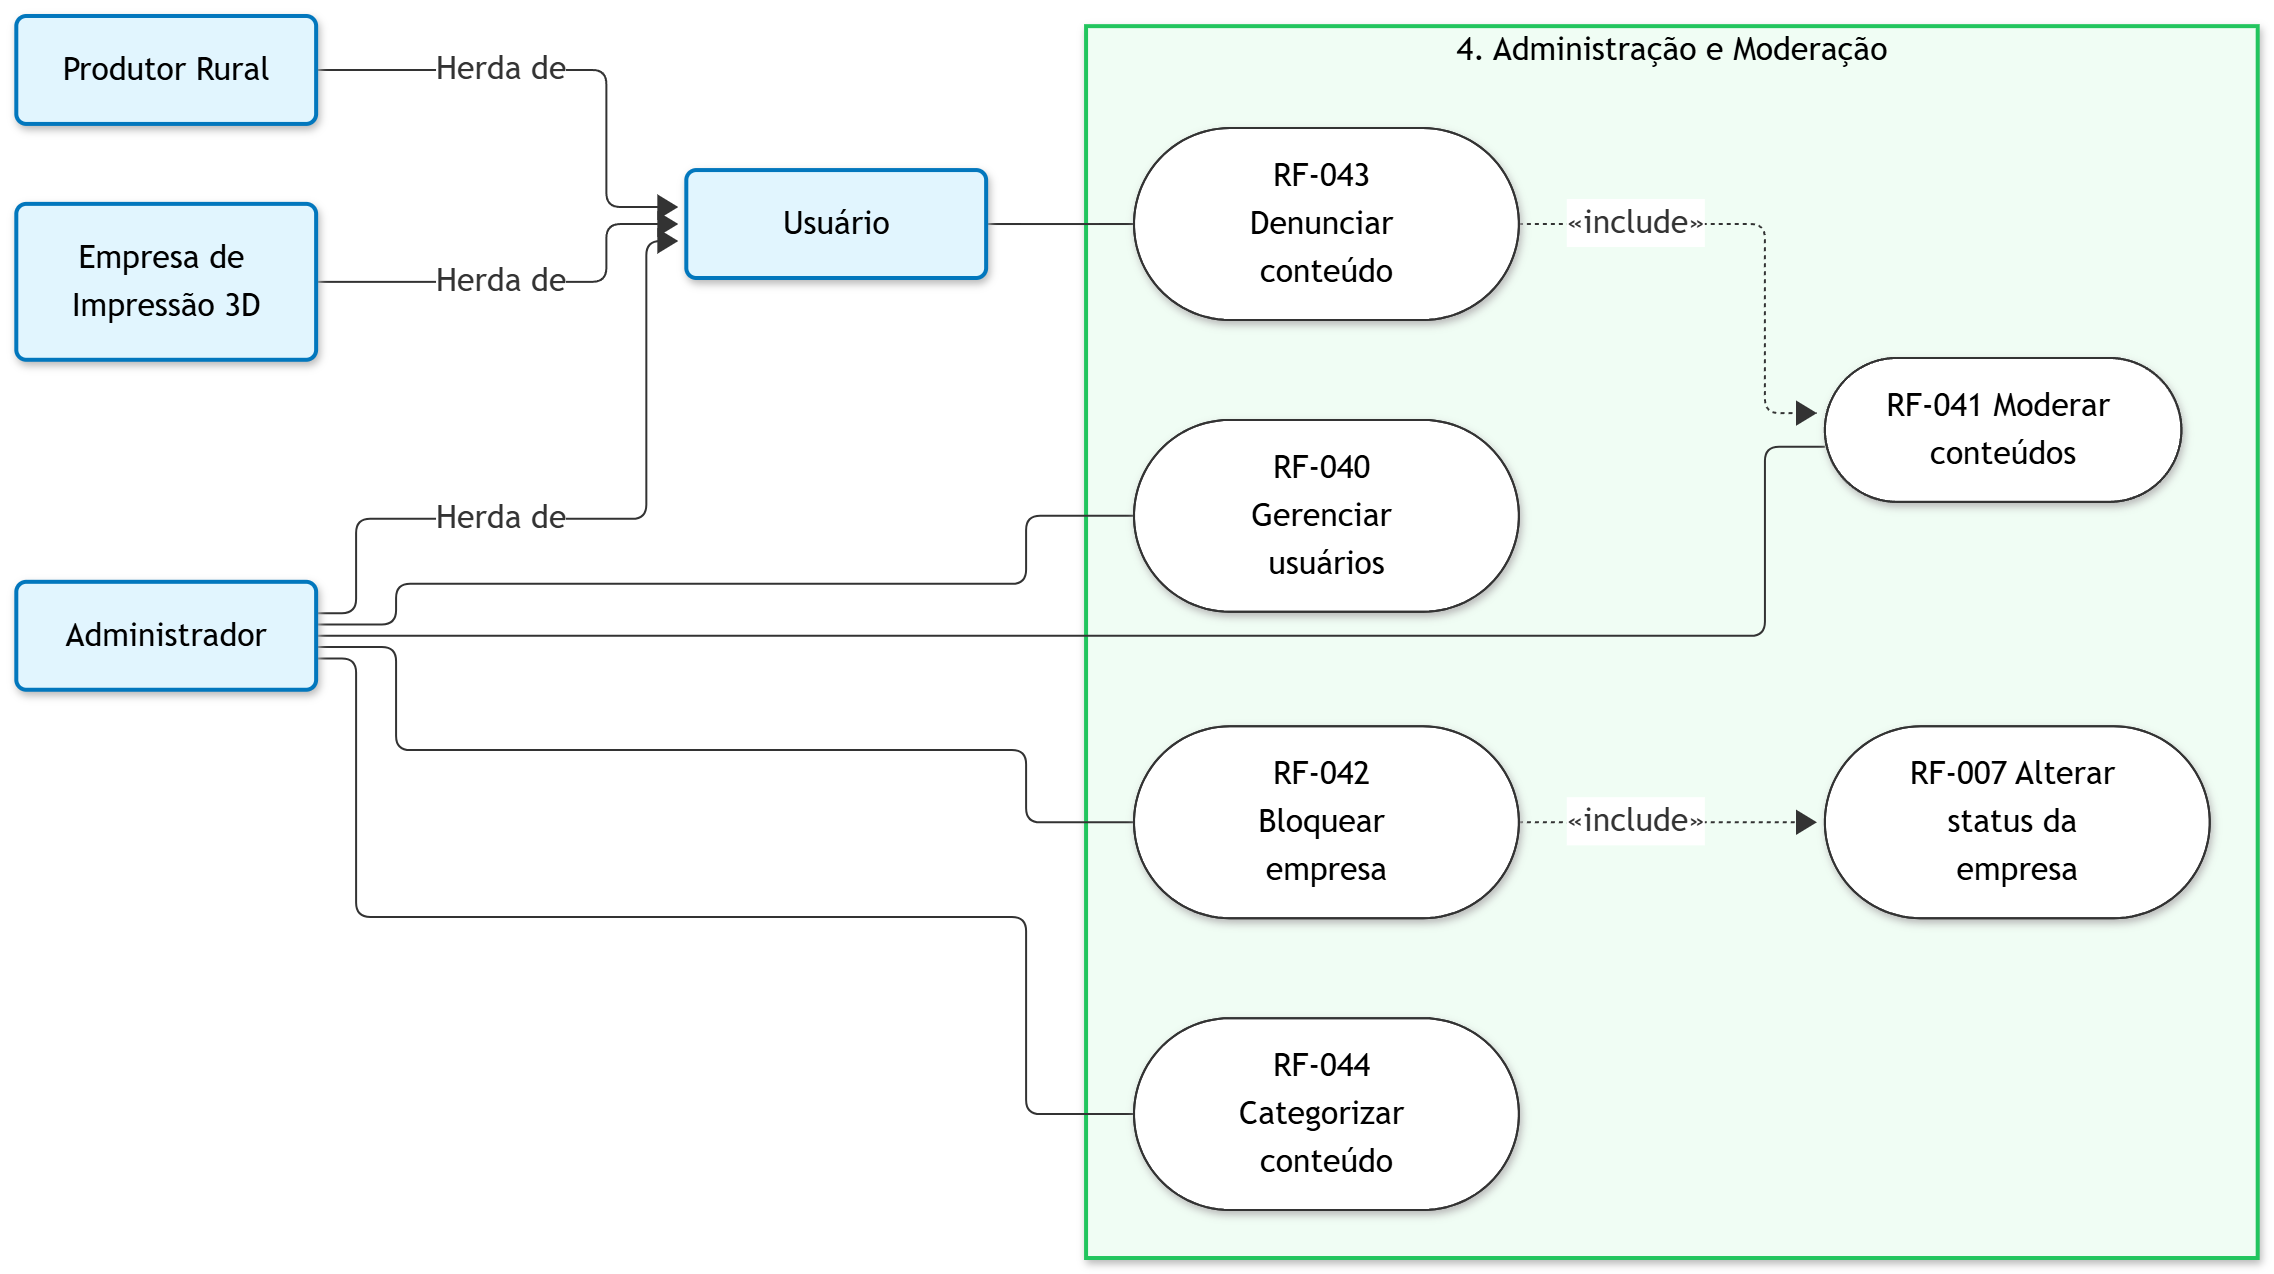 Produtor Rural
Herda de
Empresa de
Impressão 3D
Herda de
Usuário
Herda de
Administrador
4. Administração e Moderação
RF-043
Denunciar
conteúdo
«include»
RF-041 Moderar
conteúdos
RF-040
Gerenciar
usuários
RF-042
Bloquear
empresa
«include»
RF-007 Alterar
status da
empresa
RF-044
Categorizar
conteúdo